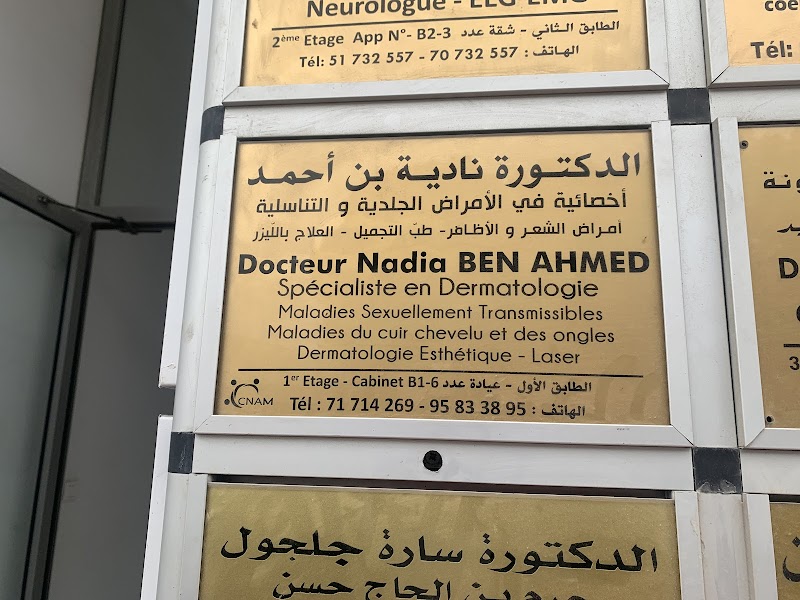 Neurologue - EEG-EMG
2ème Etage App N°- B2-3 الطابق الثاني - شقة عدد
Tél: 51 732 557 - 70 732 557 : الهاتف
الدكتورة نادية بن أحمد
أخصائية في الأمراض الجلدية و التناسلية
أمراض الشعر و الأظافر - طبّ التجميل - العلاج بالليزر
Docteur Nadia BEN AHMED
Spécialiste en Dermatologie
Maladies Sexuellement Transmissibles
Maladies du cuir chevelu et des ongles
Dermatologie Esthétique - Laser
1er Etage - Cabinet B1-6 الطابق الأول - عيادة عدد
CNAM
Tél : 71 714 269 - 95 83 38 95 : الهاتف
الدكتورة سارة جلجول
حرم بن الحاج حسن
Tél: